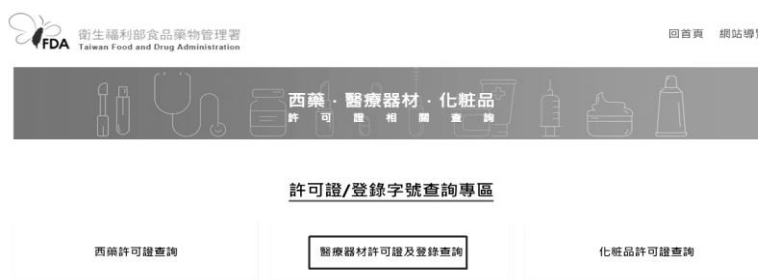 FDA
衛生福利部食品藥物管理署
Taiwan Food and Drug Administration
回首頁 網站導覽
西藥．醫療器材．化粧品
許可證相關查詢
許可證/登錄字號查詢專區
西藥許可證查詢
醫療器材許可證及登錄查詢
化粧品許可證查詢